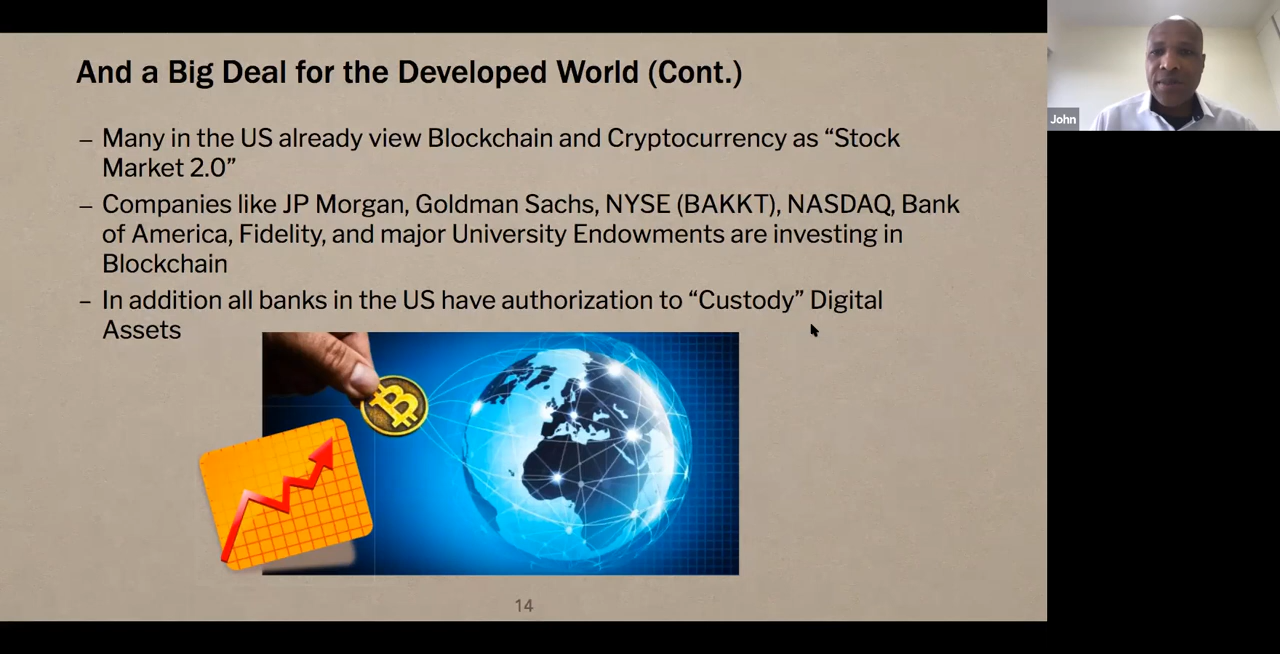 And a Big Deal for the Developed World (Cont.)
– Many in the US already view Blockchain and Cryptocurrency as “Stock
Market 2.0”
– Companies like JP Morgan, Goldman Sachs, NYSE (BAKKT), NASDAQ, Bank
of America, Fidelity, and major University Endowments are investing in
Blockchain
– In addition all banks in the US have authorization to “Custody” Digital
Assets
14
John